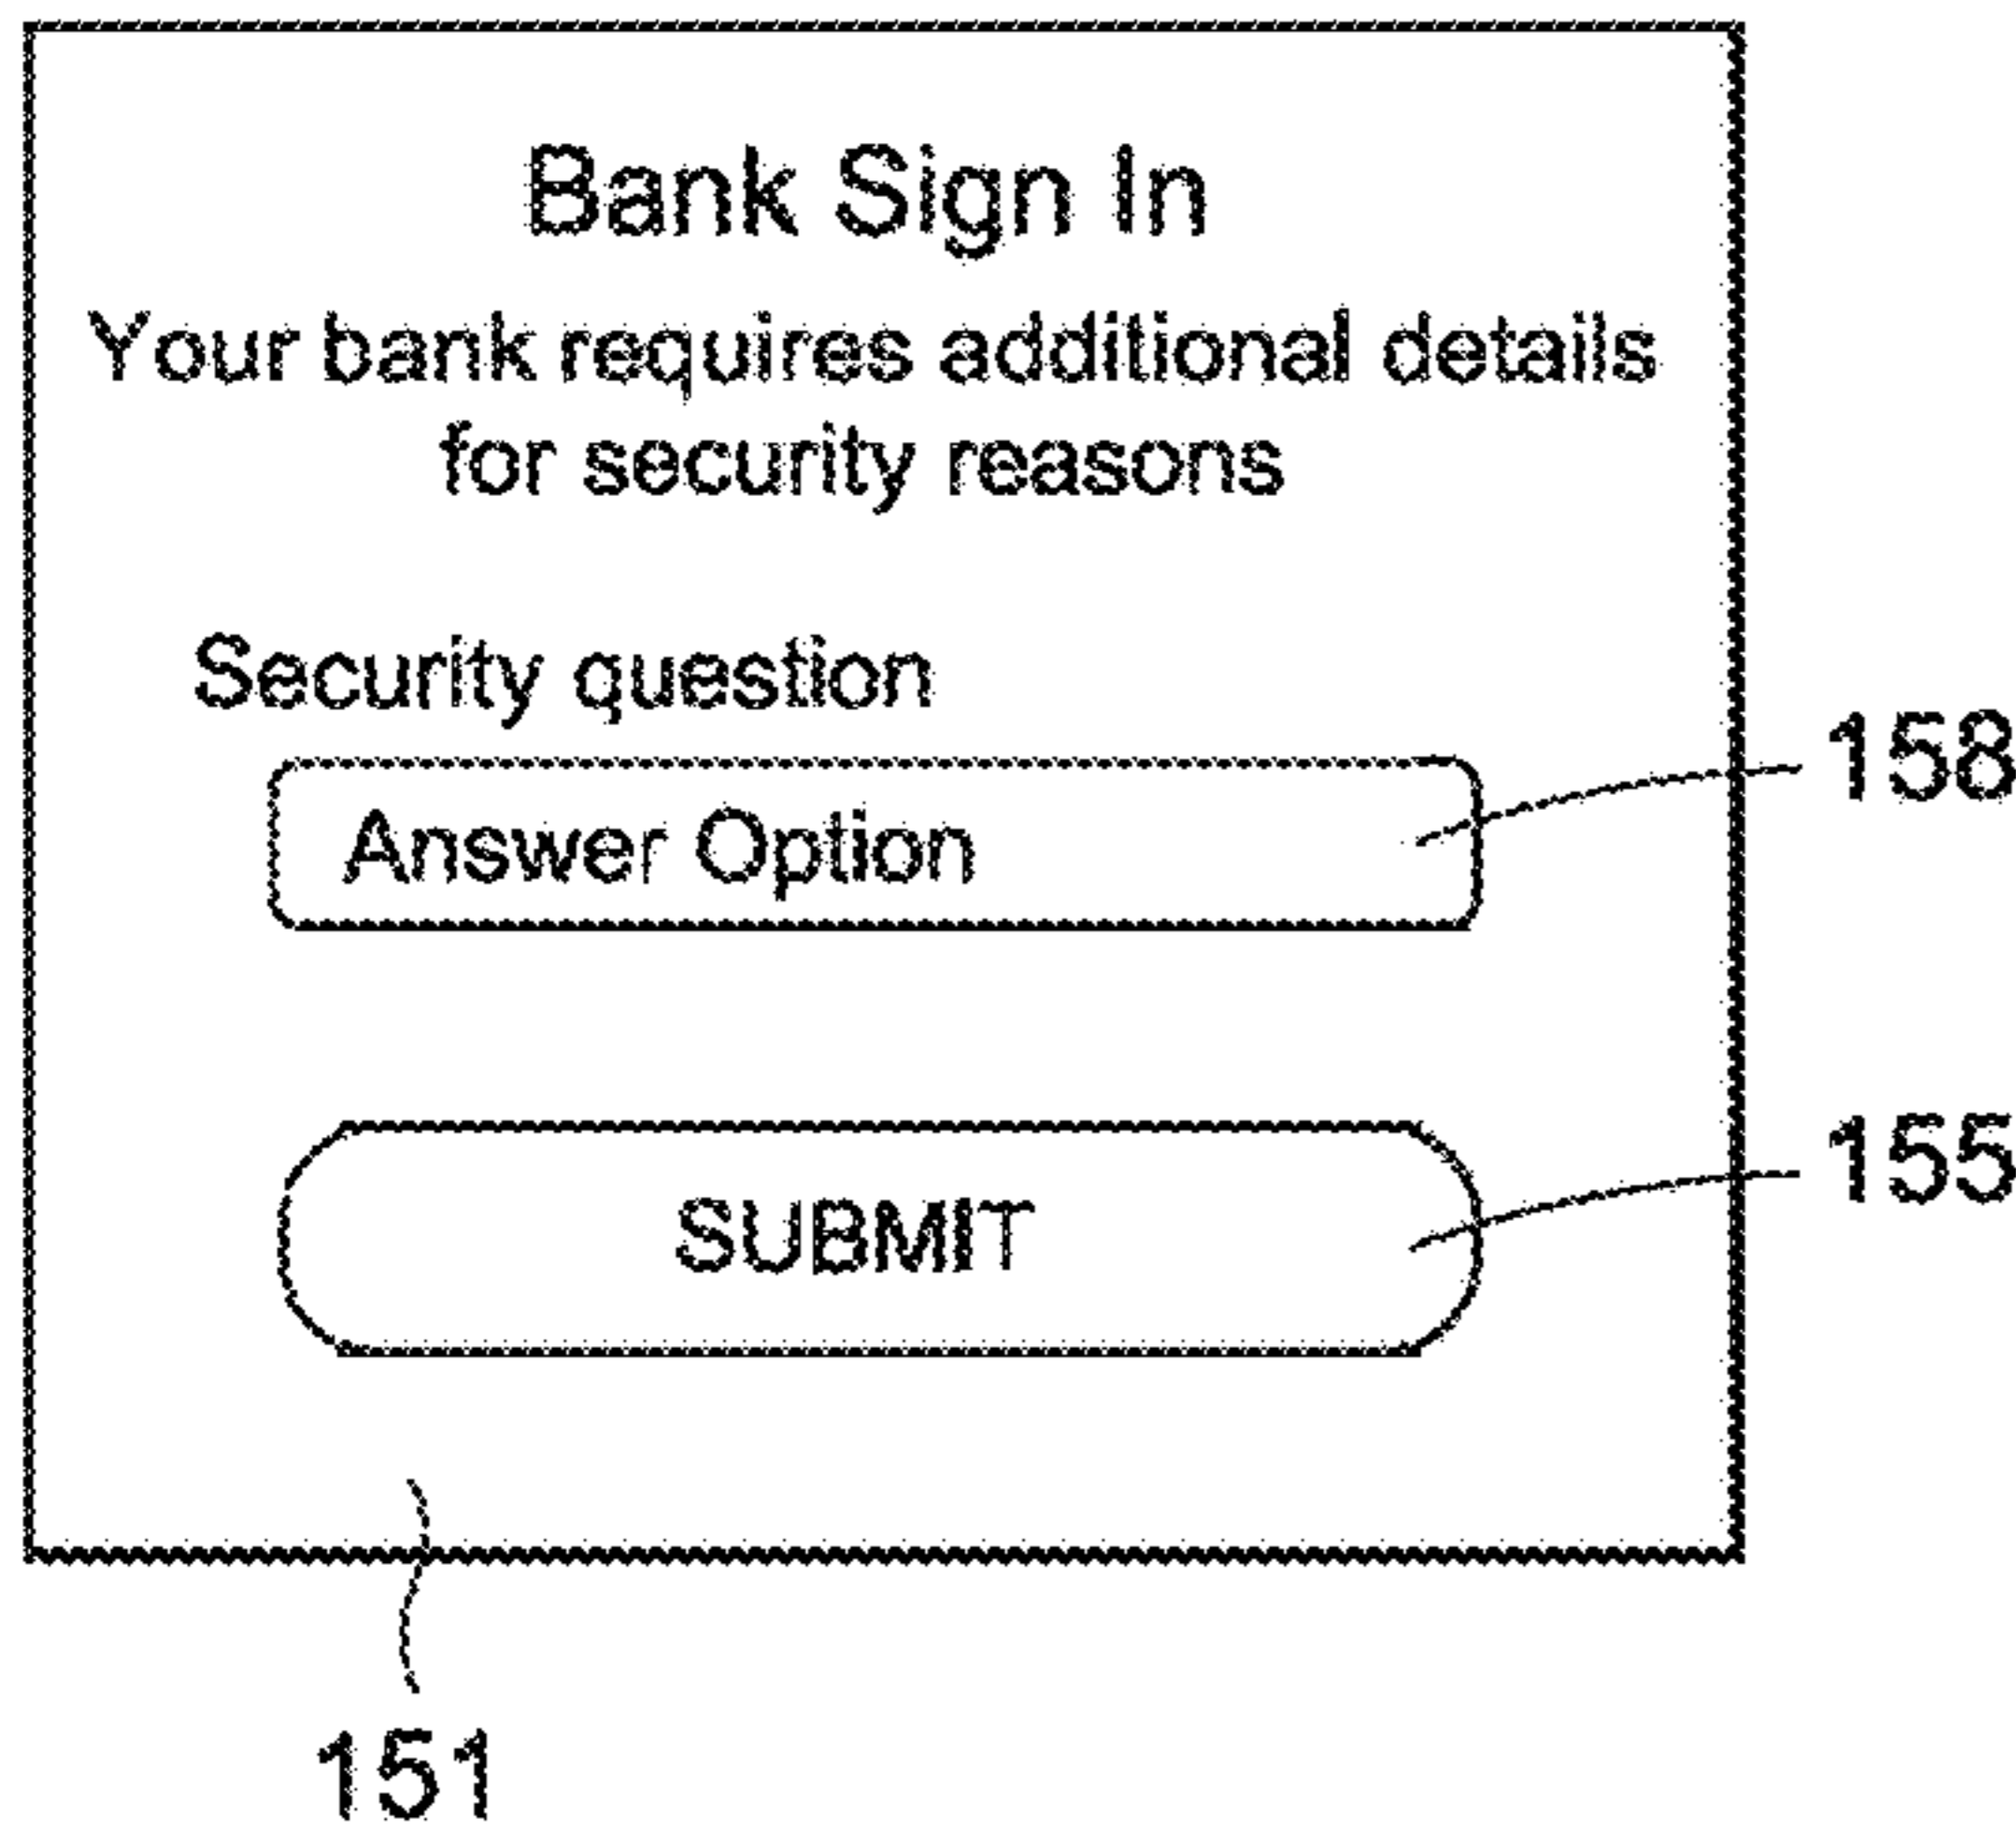 Bank Sign In
Your bank requires additional details
for security reasons
Security question
158
Answer Option
155
SUBMIT
151